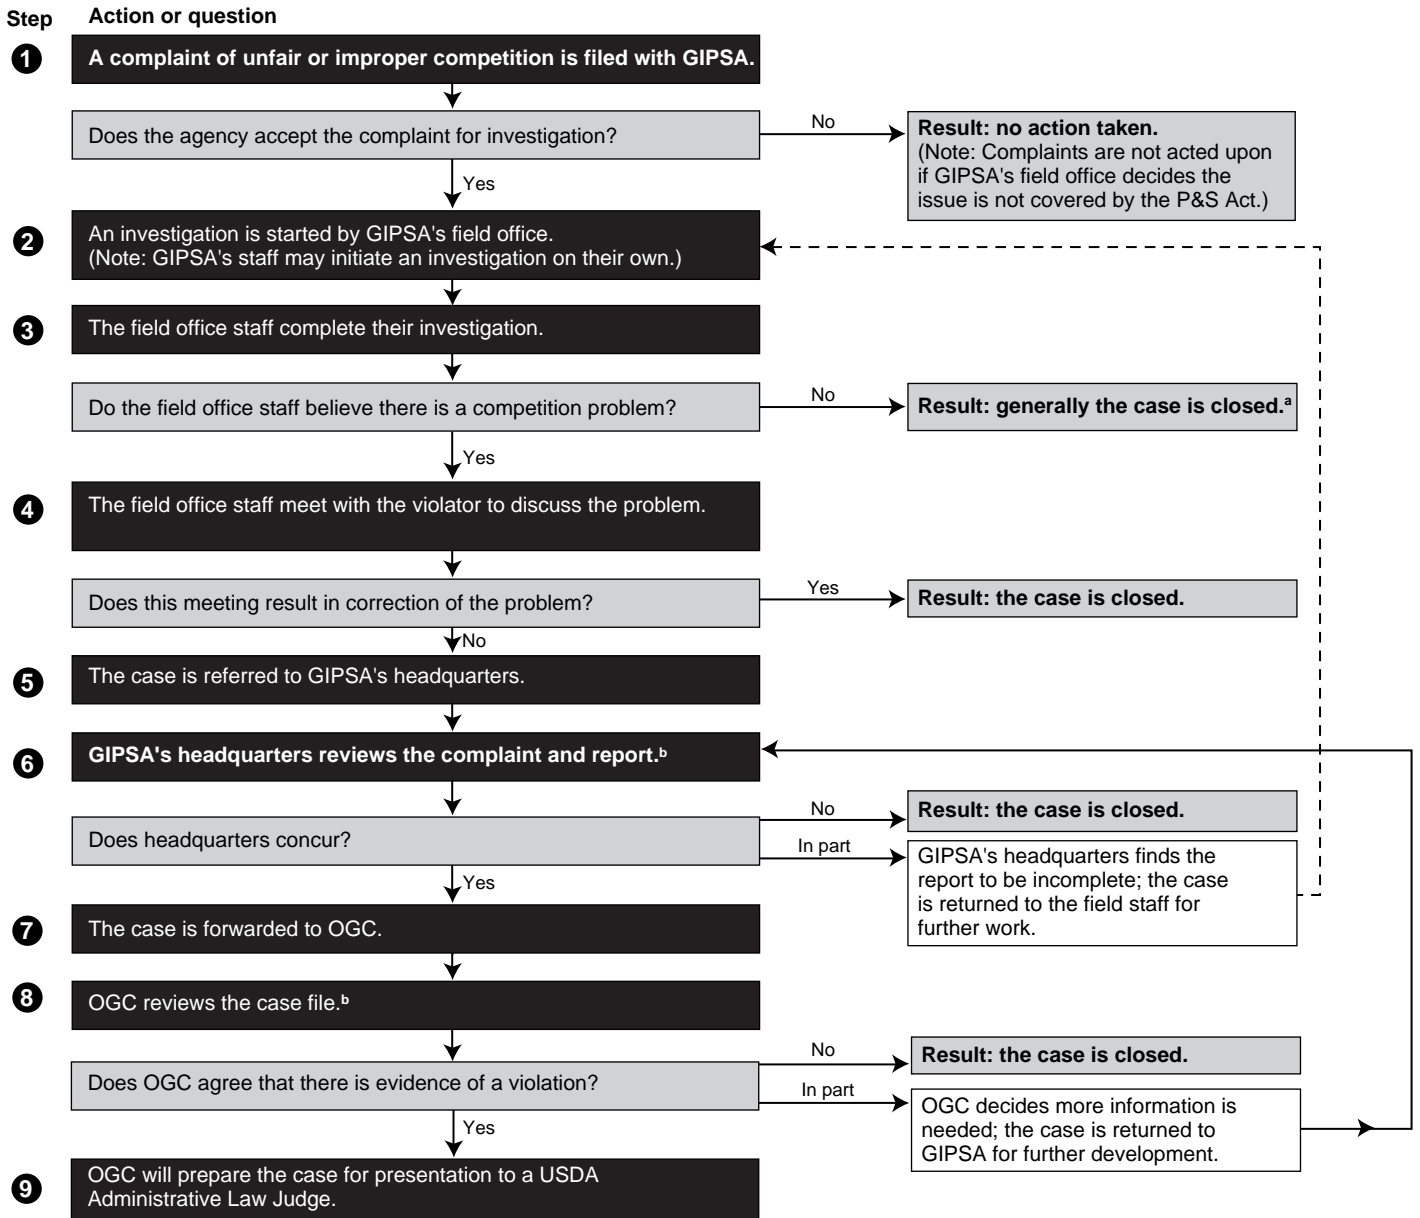 Step
Action or question
1
A complaint of unfair or improper competition is filed with GIPSA.
Does the agency accept the complaint for investigation?
No
Result: no action taken.
(Note: Complaints are not acted upon
if GIPSA's field office decides the
issue is not covered by the P&S Act.)
Yes
2
An investigation is started by GIPSA's field office.
(Note: GIPSA's staff may initiate an investigation on their own.)
3
The field office staff complete their investigation.
Do the field office staff believe there is a competition problem?
No
Result: generally the case is closed.a
Yes
4
The field office staff meet with the violator to discuss the problem.
Does this meeting result in correction of the problem?
Yes
Result: the case is closed.
No
5
The case is referred to GIPSA's headquarters.
6
GIPSA's headquarters reviews the complaint and report.b
Does headquarters concur?
No
Result: the case is closed.
In part
GIPSA's headquarters finds the
report to be incomplete; the case
is returned to the field staff for
further work.
Yes
7
The case is forwarded to OGC.
8
OGC reviews the case file.b
Does OGC agree that there is evidence of a violation?
No
Result: the case is closed.
In part
OGC decides more information is
needed; the case is returned to
GIPSA for further development.
Yes
9
OGC will prepare the case for presentation to a USDA
Administrative Law Judge.